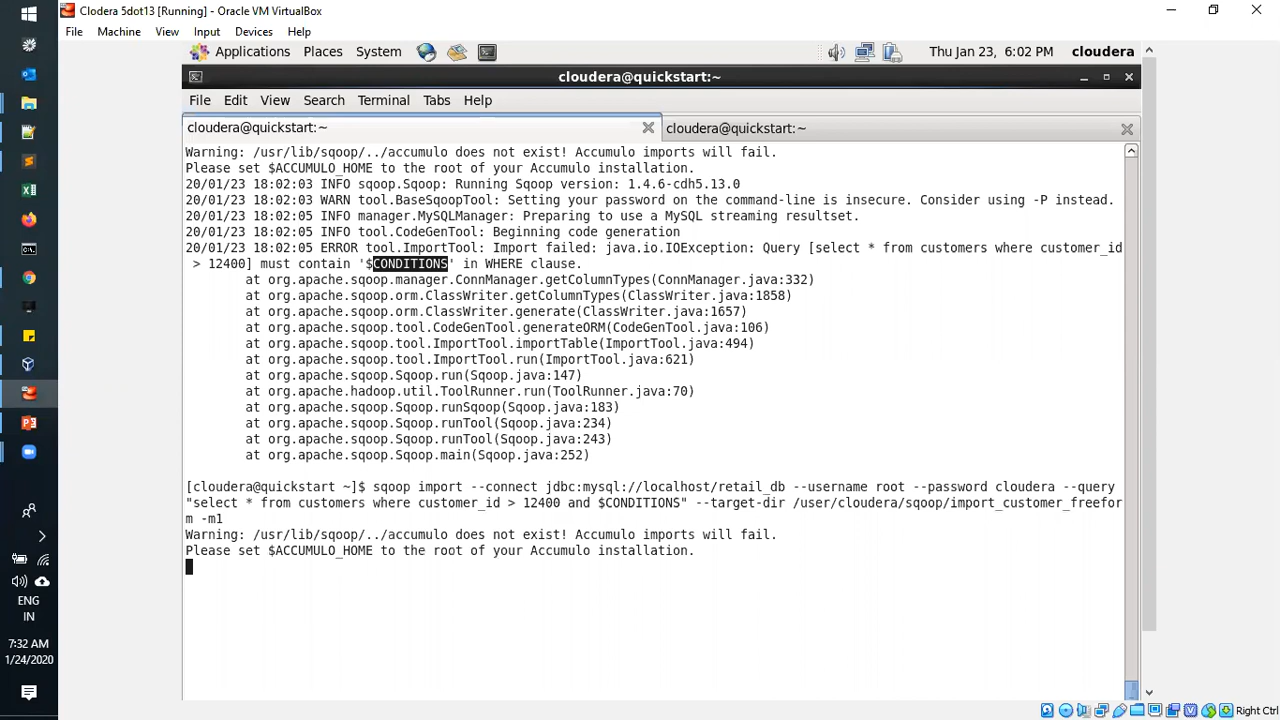 Clodera 5dot13 [Running] - Oracle VM VirtualBox
File Machine View Input Devices Help
Applications Places System Thu Jan 23, 6:02 PM cloudera
cloudera@quickstart:~
File Edit View Search Terminal Tabs Help
cloudera@quickstart:~ cloudera@quickstart:~
Warning: /usr/lib/sqoop/../accumulo does not exist! Accumulo imports will fail.
Please set $ACCUMULO_HOME to the root of your Accumulo installation.
20/01/23 18:02:03 INFO sqoop.Sqoop: Running Sqoop version: 1.4.6-cdh5.13.0
20/01/23 18:02:03 WARN tool.BaseSqoopTool: Setting your password on the command-line is insecure. Consider using -P instead.
20/01/23 18:02:05 INFO manager.MySQLManager: Preparing to use a MySQL streaming resultset.
20/01/23 18:02:05 INFO tool.CodeGenTool: Beginning code generation
20/01/23 18:02:05 ERROR tool.ImportTool: Import failed: java.io.IOException: Query [select * from customers where customer_id
> 12400] must contain '$CONDITIONS' in WHERE clause.
at org.apache.sqoop.manager.ConnManager.getColumnTypes(ConnManager.java:332)
at org.apache.sqoop.orm.ClassWriter.getColumnTypes(ClassWriter.java:1858)
at org.apache.sqoop.orm.ClassWriter.generate(ClassWriter.java:1657)
at org.apache.sqoop.tool.CodeGenTool.generateORM(CodeGenTool.java:106)
at org.apache.sqoop.tool.ImportTool.importTable(ImportTool.java:494)
at org.apache.sqoop.tool.ImportTool.run(ImportTool.java:621)
at org.apache.sqoop.Sqoop.run(Sqoop.java:147)
at org.apache.hadoop.util.ToolRunner.run(ToolRunner.java:70)
at org.apache.sqoop.Sqoop.runSqoop(Sqoop.java:183)
at org.apache.sqoop.Sqoop.runTool(Sqoop.java:234)
at org.apache.sqoop.Sqoop.runTool(Sqoop.java:243)
at org.apache.sqoop.Sqoop.main(Sqoop.java:252)
[cloudera@quickstart ~]$ sqoop import --connect jdbc:mysql://localhost/retail_db --username root --password cloudera --query
"select * from customers where customer_id > 12400 and $CONDITIONS" --target-dir /user/cloudera/sqoop/import_customer_freefor
m -m1
Warning: /usr/lib/sqoop/../accumulo does not exist! Accumulo imports will fail.
Please set $ACCUMULO_HOME to the root of your Accumulo installation.
ENG
IN
7:32 AM
1/24/2020
Right Ctrl